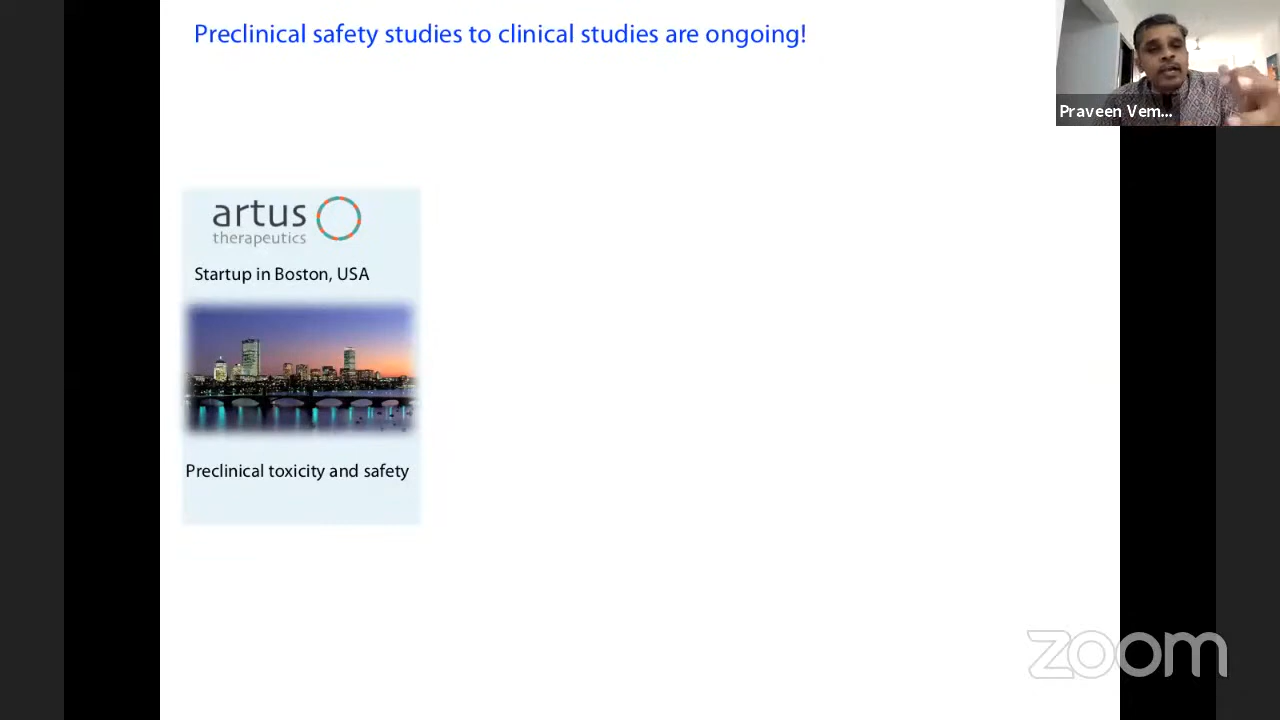 Preclinical safety studies to clinical studies are ongoing!
Praveen Vem...
artus
therapeutics
Startup in Boston, USA
Preclinical toxicity and safety
zoom